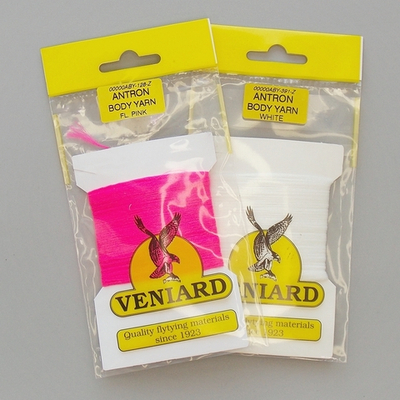 00000ABY-128-Z
ANTRON
BODY YARN
FL. PINK
VENIARD
Quality flytying materials
since 1923
00000ABY-391-Z
ANTRON
BODY YARN
WHITE
VENIARD
materials
1923